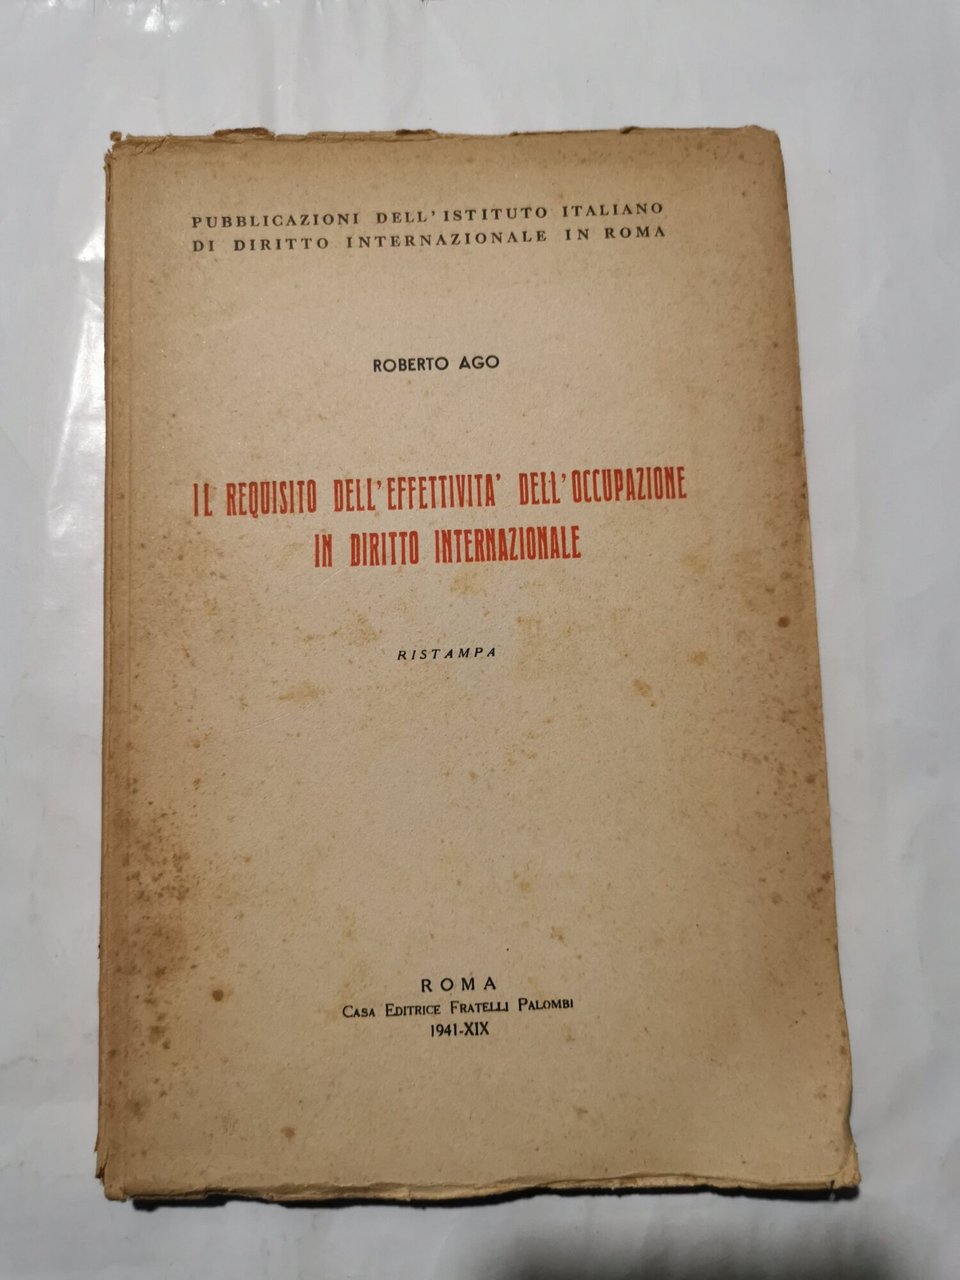 PUBBLICAZIONI DELL'ISTITUTO ITALIANO
DI DIRITTO INTERNAZIONALE IN ROMA
ROBERTO AGO
IL REQUISITO DELL'EFFETTIVITA' DELL'OCCUPAZIONE
IN DIRITTO INTERNAZIONALE
RISTAMPA
ROMA
CASA EDITRICE FRATELLI PALOMBI
1941-XIX